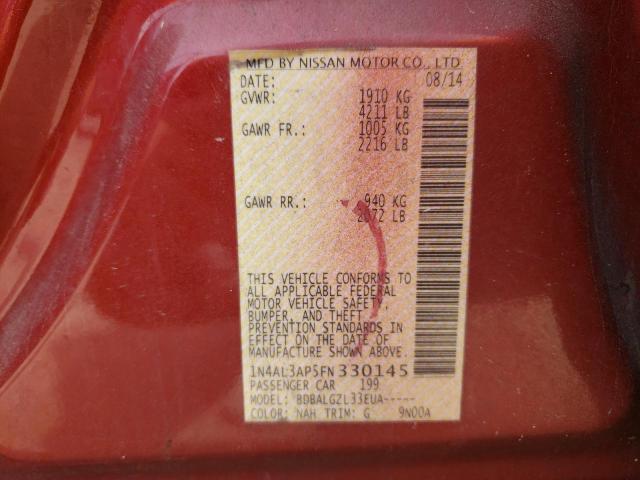 MFD BY NISSAN MOTOR CO., LTD
DATE: 08/14
GVWR: 1910 KG
4211 LB
GAWR FR.: 1005 KG
2216 LB
GAWR RR.: 940 KG
2072 LB
THIS VEHICLE CONFORMS TO
ALL APPLICABLE FEDERAL
MOTOR VEHICLE SAFETY,
BUMPER, AND THEFT
PREVENTION STANDARDS IN
EFFECT ON THE DATE OF
MANUFACTURE SHOWN ABOVE.
1N4AL3AP5FN330145
PASSENGER CAR 199
MODEL: BDBALGZL33EUA-----
COLOR: NAH TRIM: G 9N00A